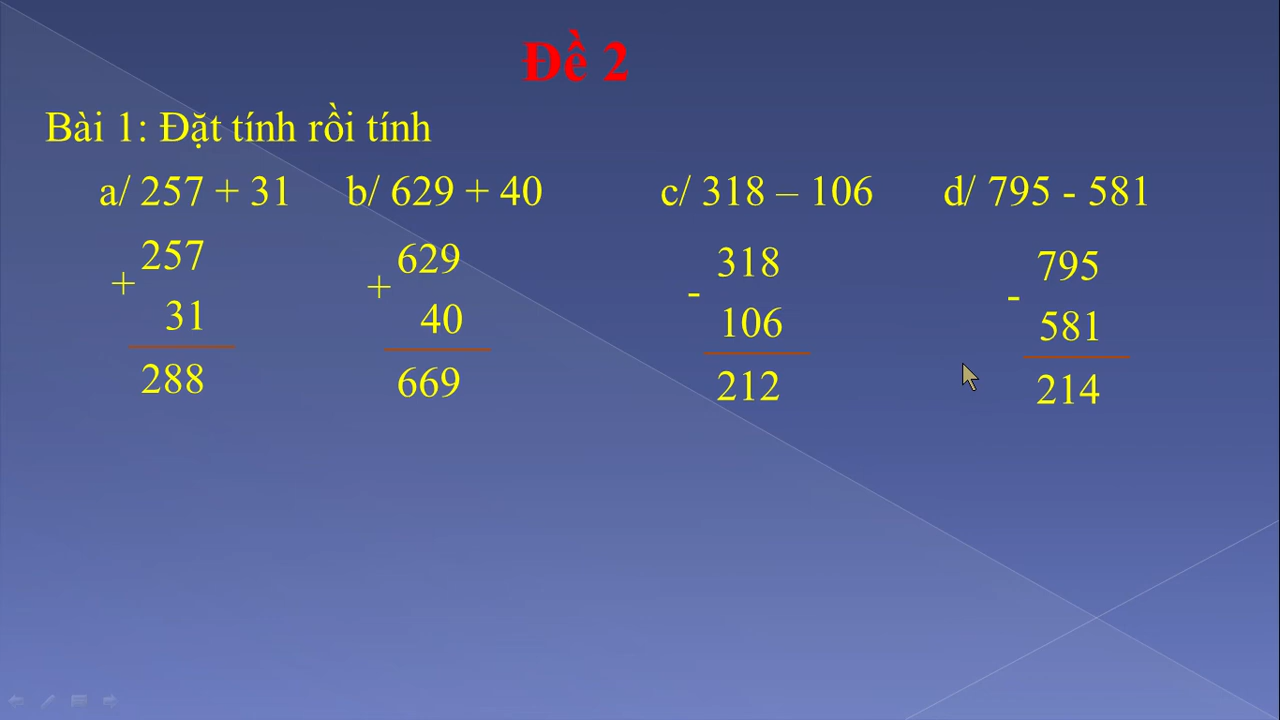 Đề 2
Bài 1: Đặt tính rồi tính
a/ 257 + 31 b/ 629 + 40 c/ 318 – 106 d/ 795 - 581
257 629 318 795
+ + - -
31 40 106 581
288 669 212 214